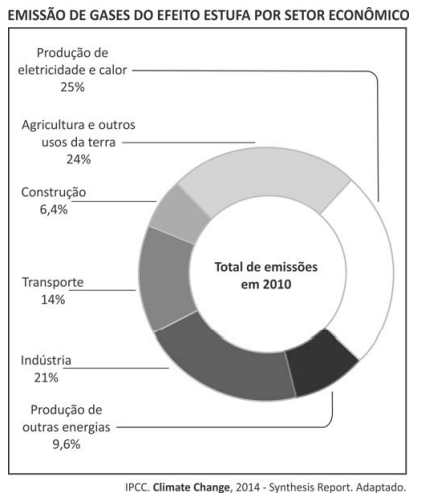 EMISSÃO DE GASES DO EFEITO ESTUFA POR SETOR ECONÔMICO
Produção de
eletricidade e calor
25%
Agricultura e outros
usos da terra
24%
Construção
6,4%
Transporte
14%
Indústria
21%
Produção de
outras energias
9,6%
Total de emissões
em 2010
IPCC. Climate Change, 2014 - Synthesis Report. Adaptado.